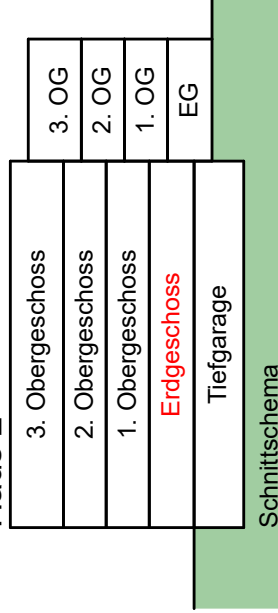 3. Obergeschoss
2. Obergeschoss
1. Obergeschoss
Erdgeschoss
Tiefgarage
3. OG
2. OG
1. OG
EG
Schnittschema